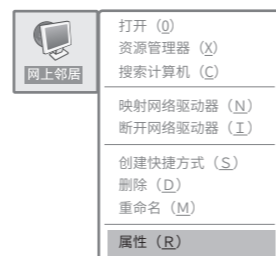 网上邻居
打开（0）
资源管理器（X）
搜索计算机（C）
映射网络驱动器（N）
断开网络驱动器（I）
创建快捷方式（S）
删除（D）
重命名（M）
属性（R）